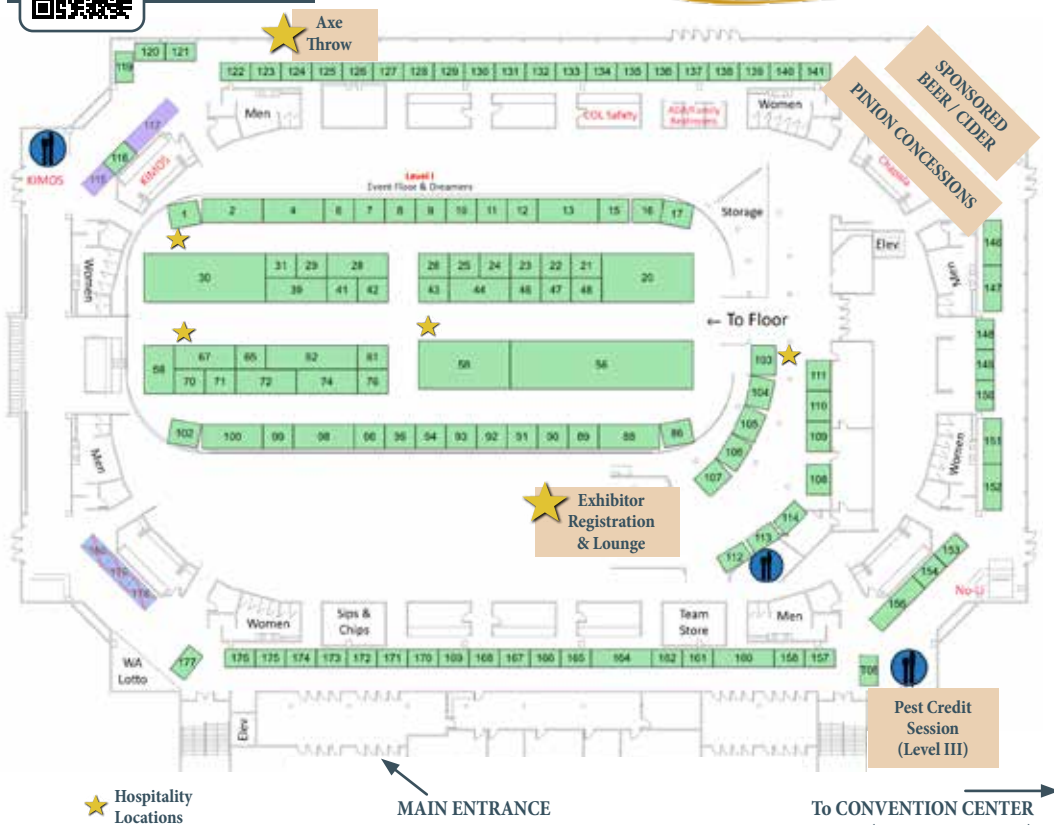 Axe
Throw
120 121
119
122 123 124 125 126 127 128 129 130 131 132 133 134 135 136 137 138 139 140 141
SPONSORED
BEER / CIDER
PINION CONCESSIONS
Men
COL Safety
Women
117
116
115
KIMOS
KIMOS
Chapala
Level I
Event Floor & Dreamers
1 2 4 6 7 8 9 10 11 12 13 15 16 17
Storage
Elev
146
147
Women
Men
30
31 29 28
39 41 42
26 25 24 23 22 21
43 44 46 47 48
20
← To Floor
68
67 65 62 61
70 71 72 74 76
58 56
103
104
105
106
107
111
110
109
108
148
149
150
151
152
102 100 99 98 96 95 94 93 92 91 90 89 88 86
Men
Women
Exhibitor
Registration
& Lounge
114
113
112
153
154
156
No-Li
179
178
Women
Sips &
Chips
Team
Store
Men
WA
Lotto
177
176 175 174 173 172 171 170 169 168 167 166 165 164 162 161 160 158 157
Elev
Pest Credit
Session
(Level III)
Hospitality
Locations
MAIN ENTRANCE
To CONVENTION CENTER